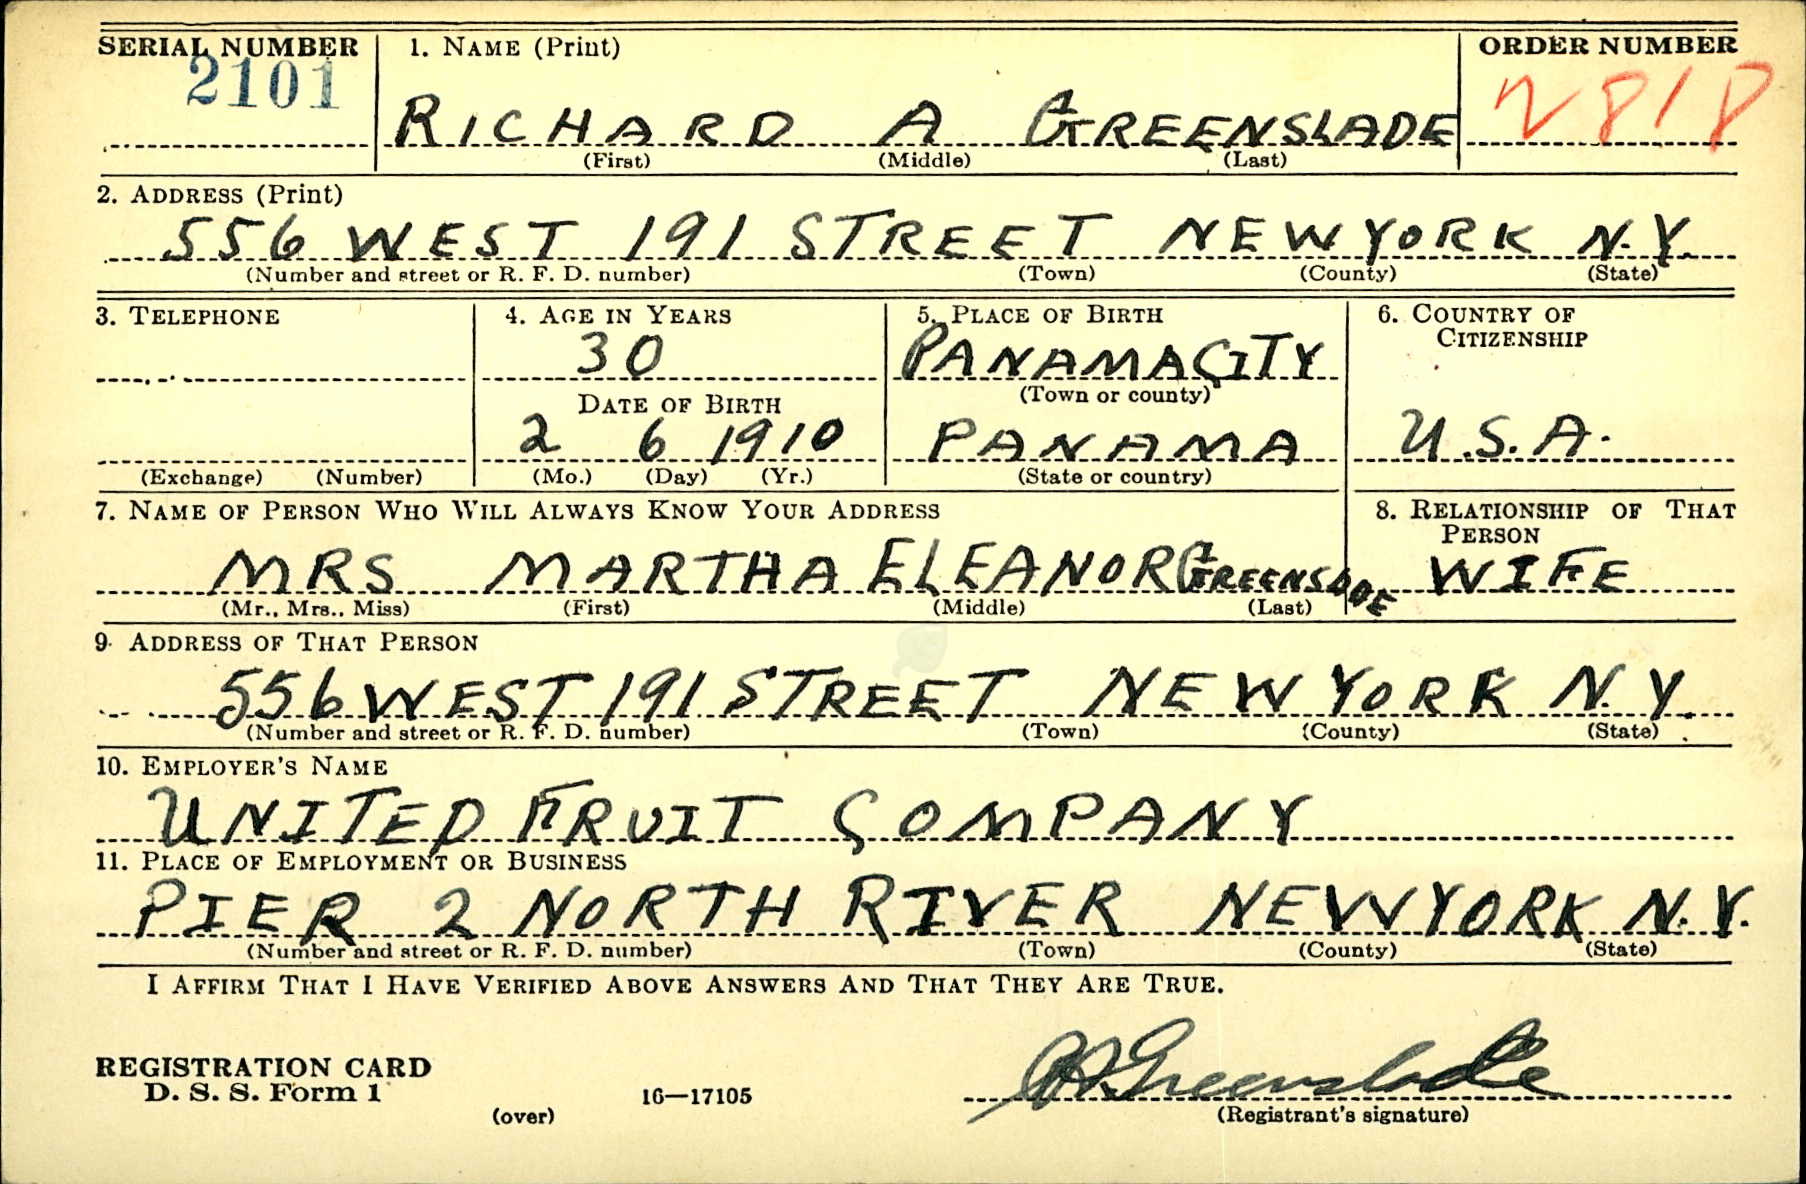 SERIAL NUMBER 1. NAME (Print) ORDER NUMBER
2101 RICHARD A GREENSLADE 2818
(First) (Middle) (Last)
2. ADDRESS (Print)
556 WEST 191 STREET NEW YORK N.Y.
(Number and street or R. F. D. number) (Town) (County) (State)
3. TELEPHONE 4. AGE IN YEARS 5. PLACE OF BIRTH 6. COUNTRY OF CITIZENSHIP
30 PANAMA CITY
(Town or county)
DATE OF BIRTH
2 6 1910 PANAMA U.S.A.
(Exchange) (Number) (Mo.) (Day) (Yr.) (State or country)
7. NAME OF PERSON WHO WILL ALWAYS KNOW YOUR ADDRESS 8. RELATIONSHIP OF THAT PERSON
MRS MARTHA ELEANOR GREENSLADE WIFE
(Mr., Mrs., Miss) (First) (Middle) (Last)
9. ADDRESS OF THAT PERSON
556 WEST 191 STREET NEW YORK N.Y.
(Number and street or R. F. D. number) (Town) (County) (State)
10. EMPLOYER'S NAME
UNITED FRUIT COMPANY
11. PLACE OF EMPLOYMENT OR BUSINESS
PIER 2 NORTH RIVER NEW YORK N.Y.
(Number and street or R. F. D. number) (Town) (County) (State)
I AFFIRM THAT I HAVE VERIFIED ABOVE ANSWERS AND THAT THEY ARE TRUE.
REGISTRATION CARD
D. S. S. Form 1 16—17105 RA Greenslade
(over) (Registrant's signature)